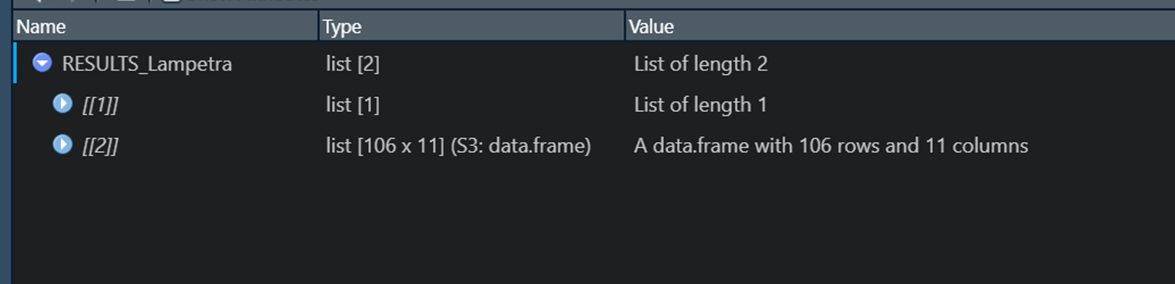 Name Type Value
RESULTS_Lampetra list [2] List of length 2
[[1]] list [1] List of length 1
[[2]] list [106 x 11] (S3: data.frame) A data.frame with 106 rows and 11 columns